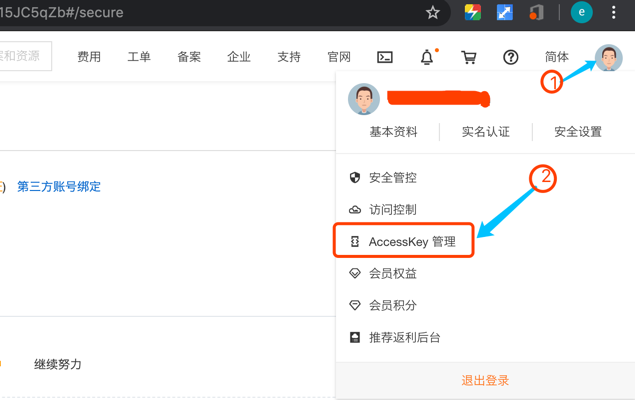 15JC5qZb#/secure
e
案和资源
费用 工单 备案 企业 支持 官网 简体
1
基本资料 实名认证 安全设置
第三方账号绑定
安全管控
2
访问控制
AccessKey 管理
会员权益
会员积分
推荐返利后台
继续努力
退出登录